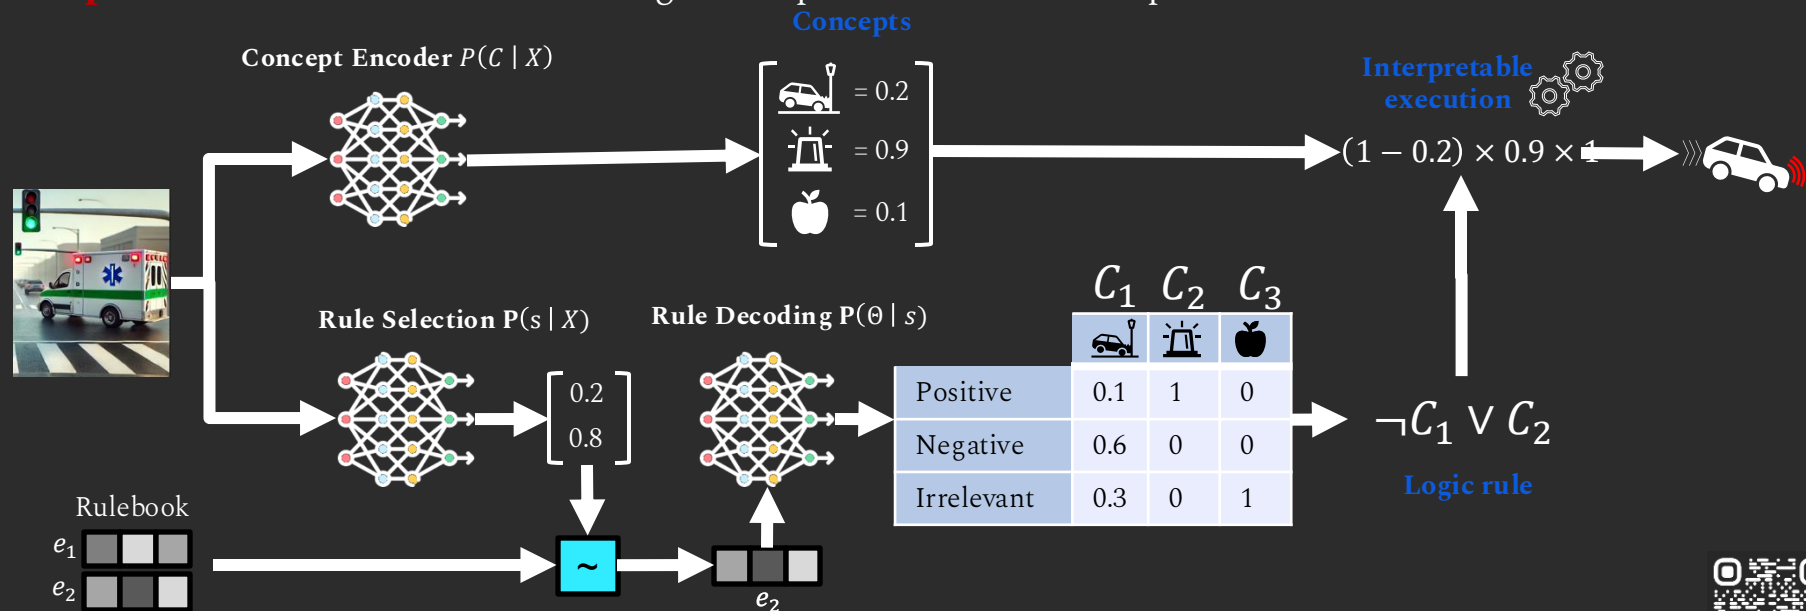 Concepts
Concept Encoder P(C | X)
= 0.2
= 0.9
= 0.1
Interpretable
execution
(1 − 0.2) × 0.9 × 1
Rule Selection P(s | X)
0.2
0.8
Rule Decoding P(Θ | s)
C₁ C₂ C₃
Positive 0.1 1 0
Negative 0.6 0 0
Irrelevant 0.3 0 1
¬C₁ ∨ C₂
Logic rule
Rulebook
e₁
e₂
~
e₂